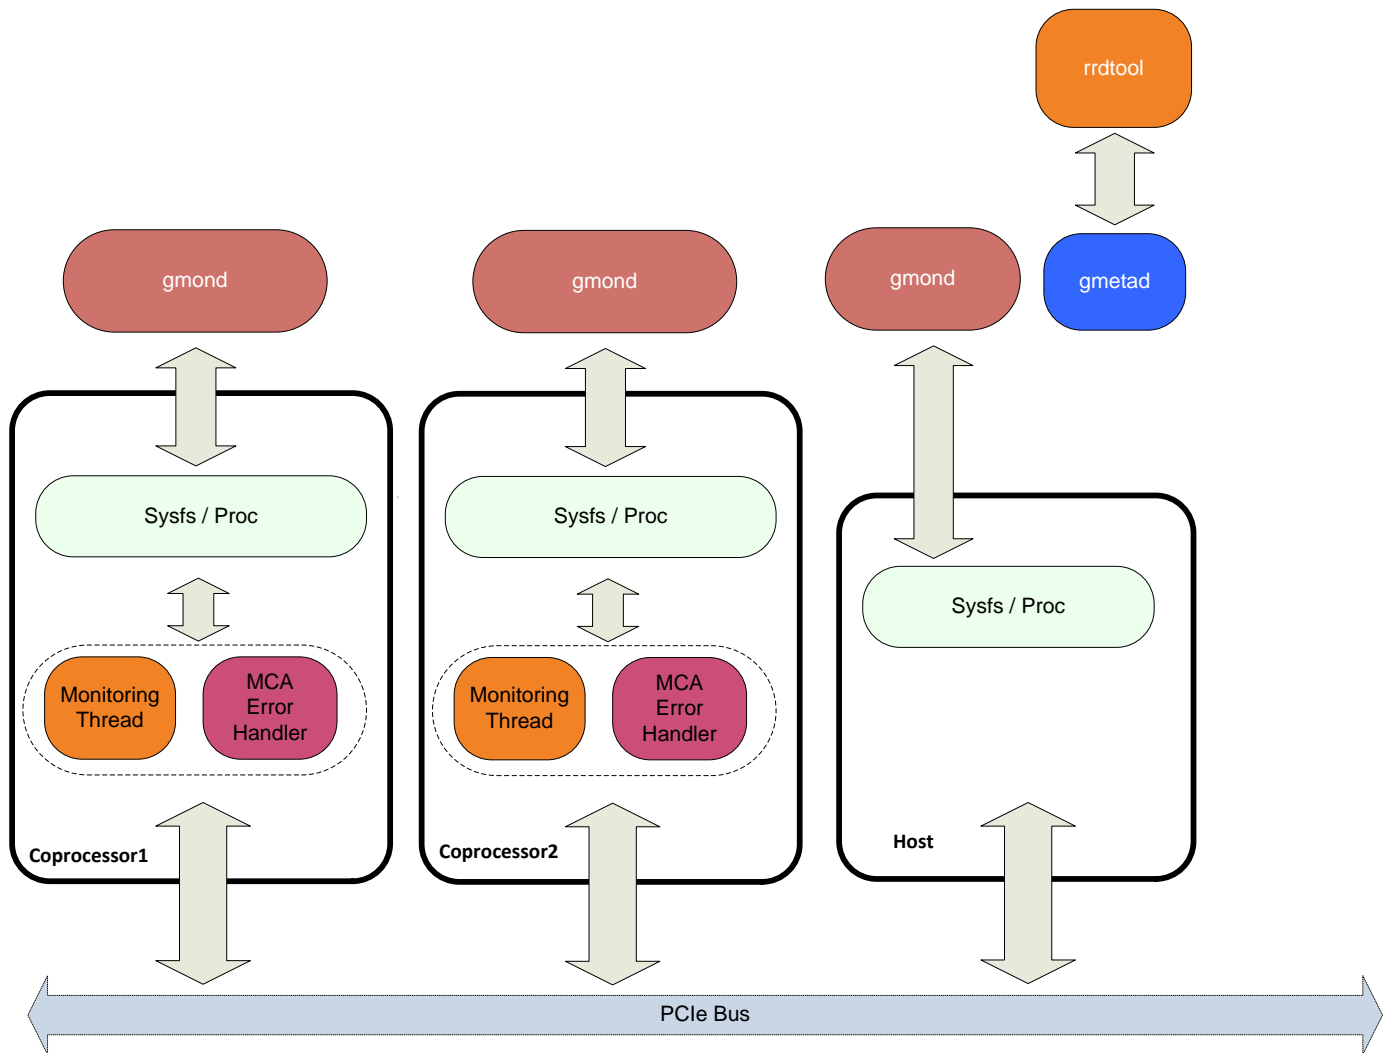 rrdtool
gmond
gmond
gmond
gmetad
Sysfs / Proc
Sysfs / Proc
Sysfs / Proc
Monitoring
Thread
MCA
Error
Handler
Monitoring
Thread
MCA
Error
Handler
Coprocessor1
Coprocessor2
Host
PCIe Bus